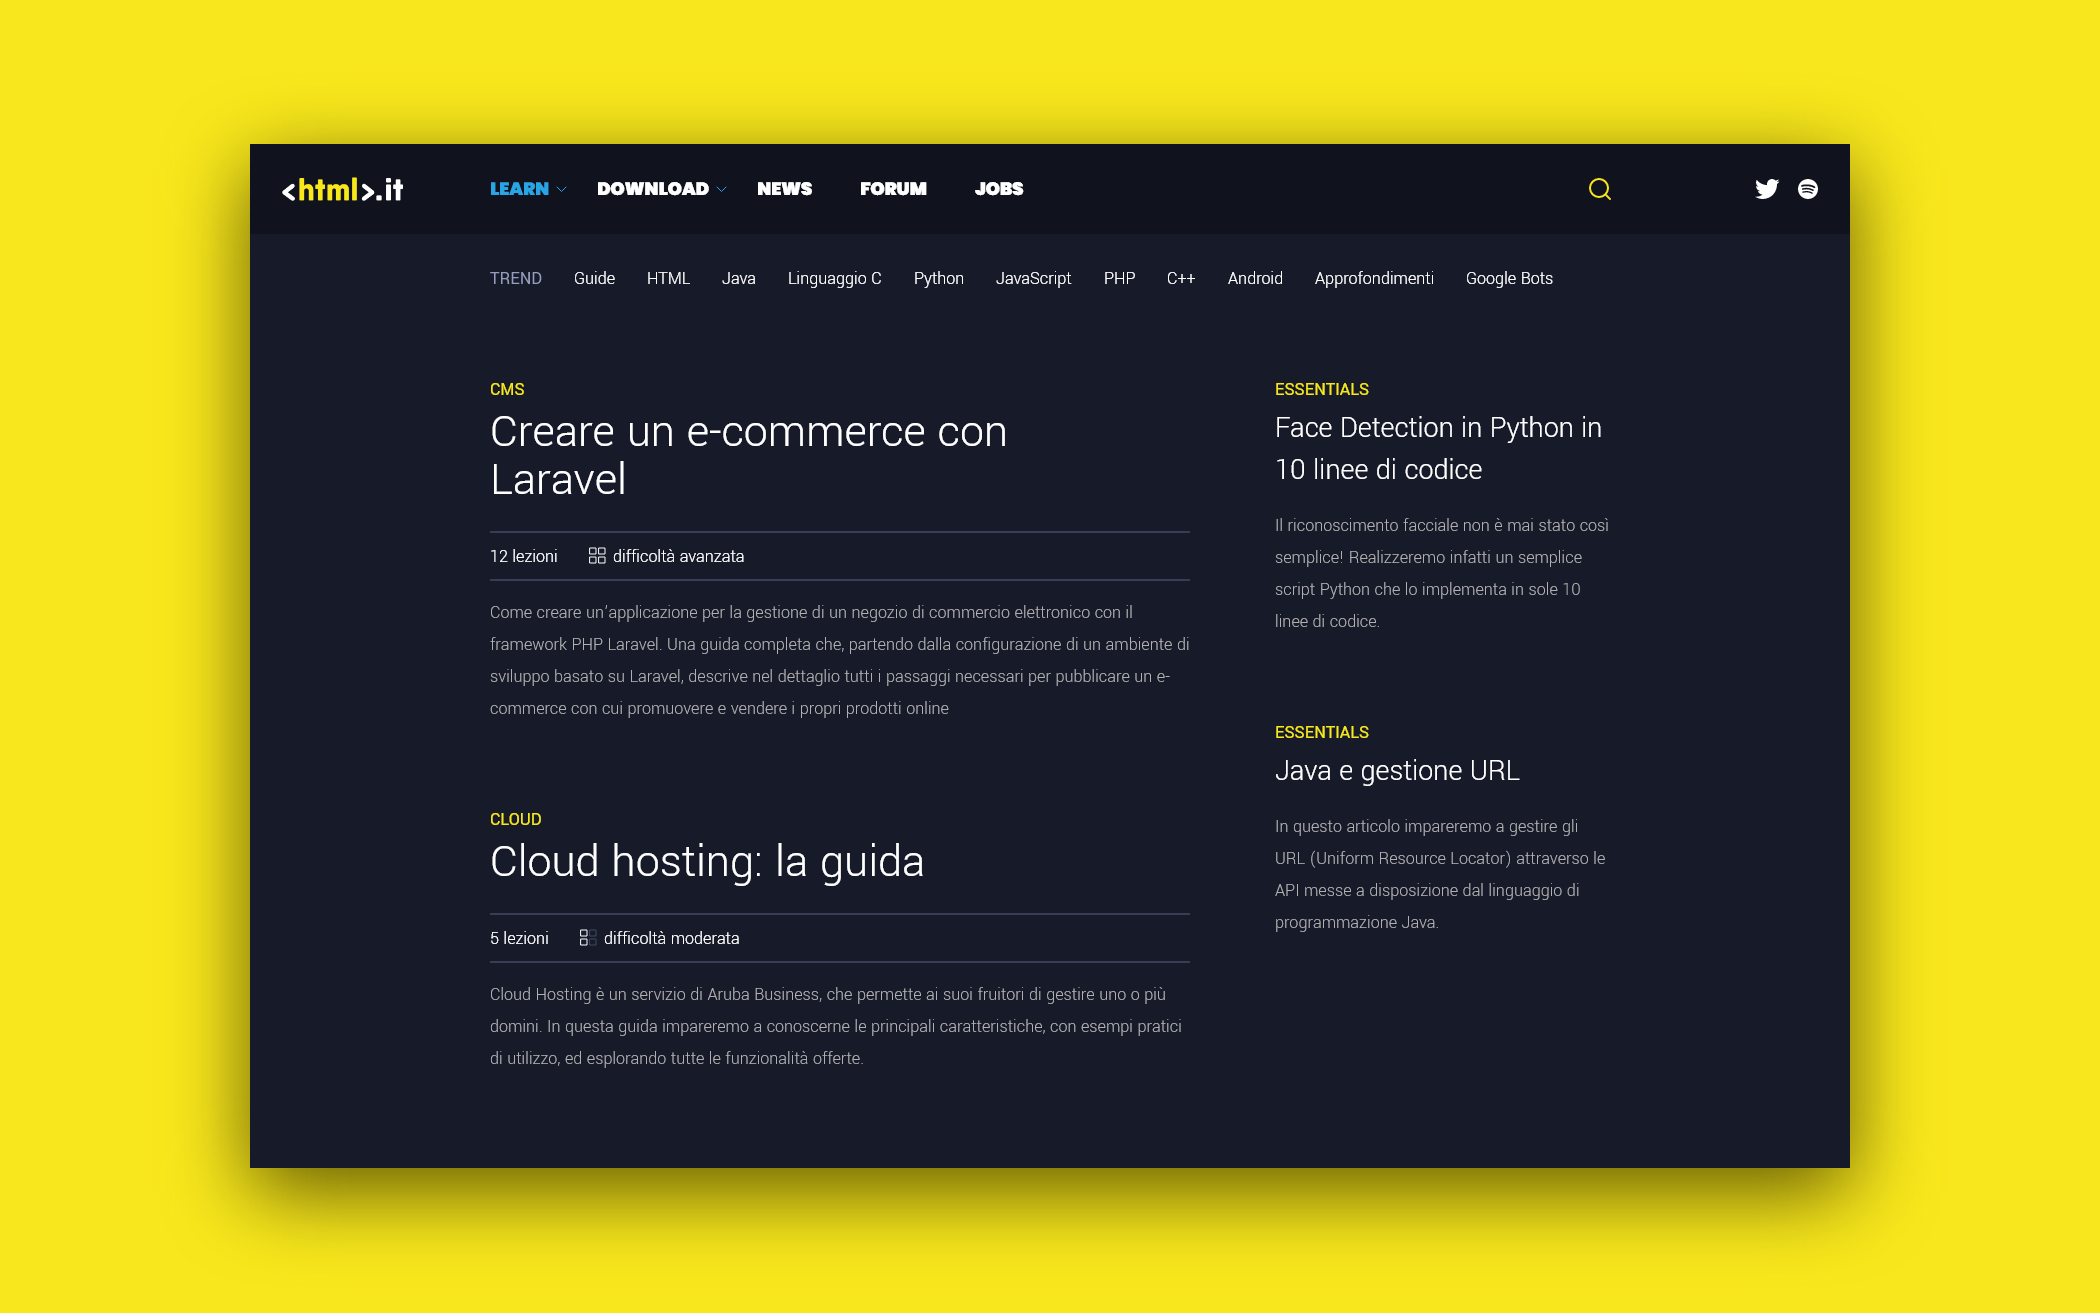 <html>.it LEARN DOWNLOAD NEWS FORUM JOBS
TREND Guide HTML Java Linguaggio C Python JavaScript PHP C++ Android Approfondimenti Google Bots
CMS
Creare un e-commerce con
Laravel
12 lezioni difficoltà avanzata
Come creare un’applicazione per la gestione di un negozio di commercio elettronico con il
framework PHP Laravel. Una guida completa che, partendo dalla configurazione di un ambiente di
sviluppo basato su Laravel, descrive nel dettaglio tutti i passaggi necessari per pubblicare un e-
commerce con cui promuovere e vendere i propri prodotti online
CLOUD
Cloud hosting: la guida
5 lezioni difficoltà moderata
Cloud Hosting è un servizio di Aruba Business, che permette ai suoi fruitori di gestire uno o più
domini. In questa guida impareremo a conoscerne le principali caratteristiche, con esempi pratici
di utilizzo, ed esplorando tutte le funzionalità offerte.
ESSENTIALS
Face Detection in Python in
10 linee di codice
Il riconoscimento facciale non è mai stato così
semplice! Realizzeremo infatti un semplice
script Python che lo implementa in sole 10
linee di codice.
ESSENTIALS
Java e gestione URL
In questo articolo impareremo a gestire gli
URL (Uniform Resource Locator) attraverso le
API messe a disposizione dal linguaggio di
programmazione Java.